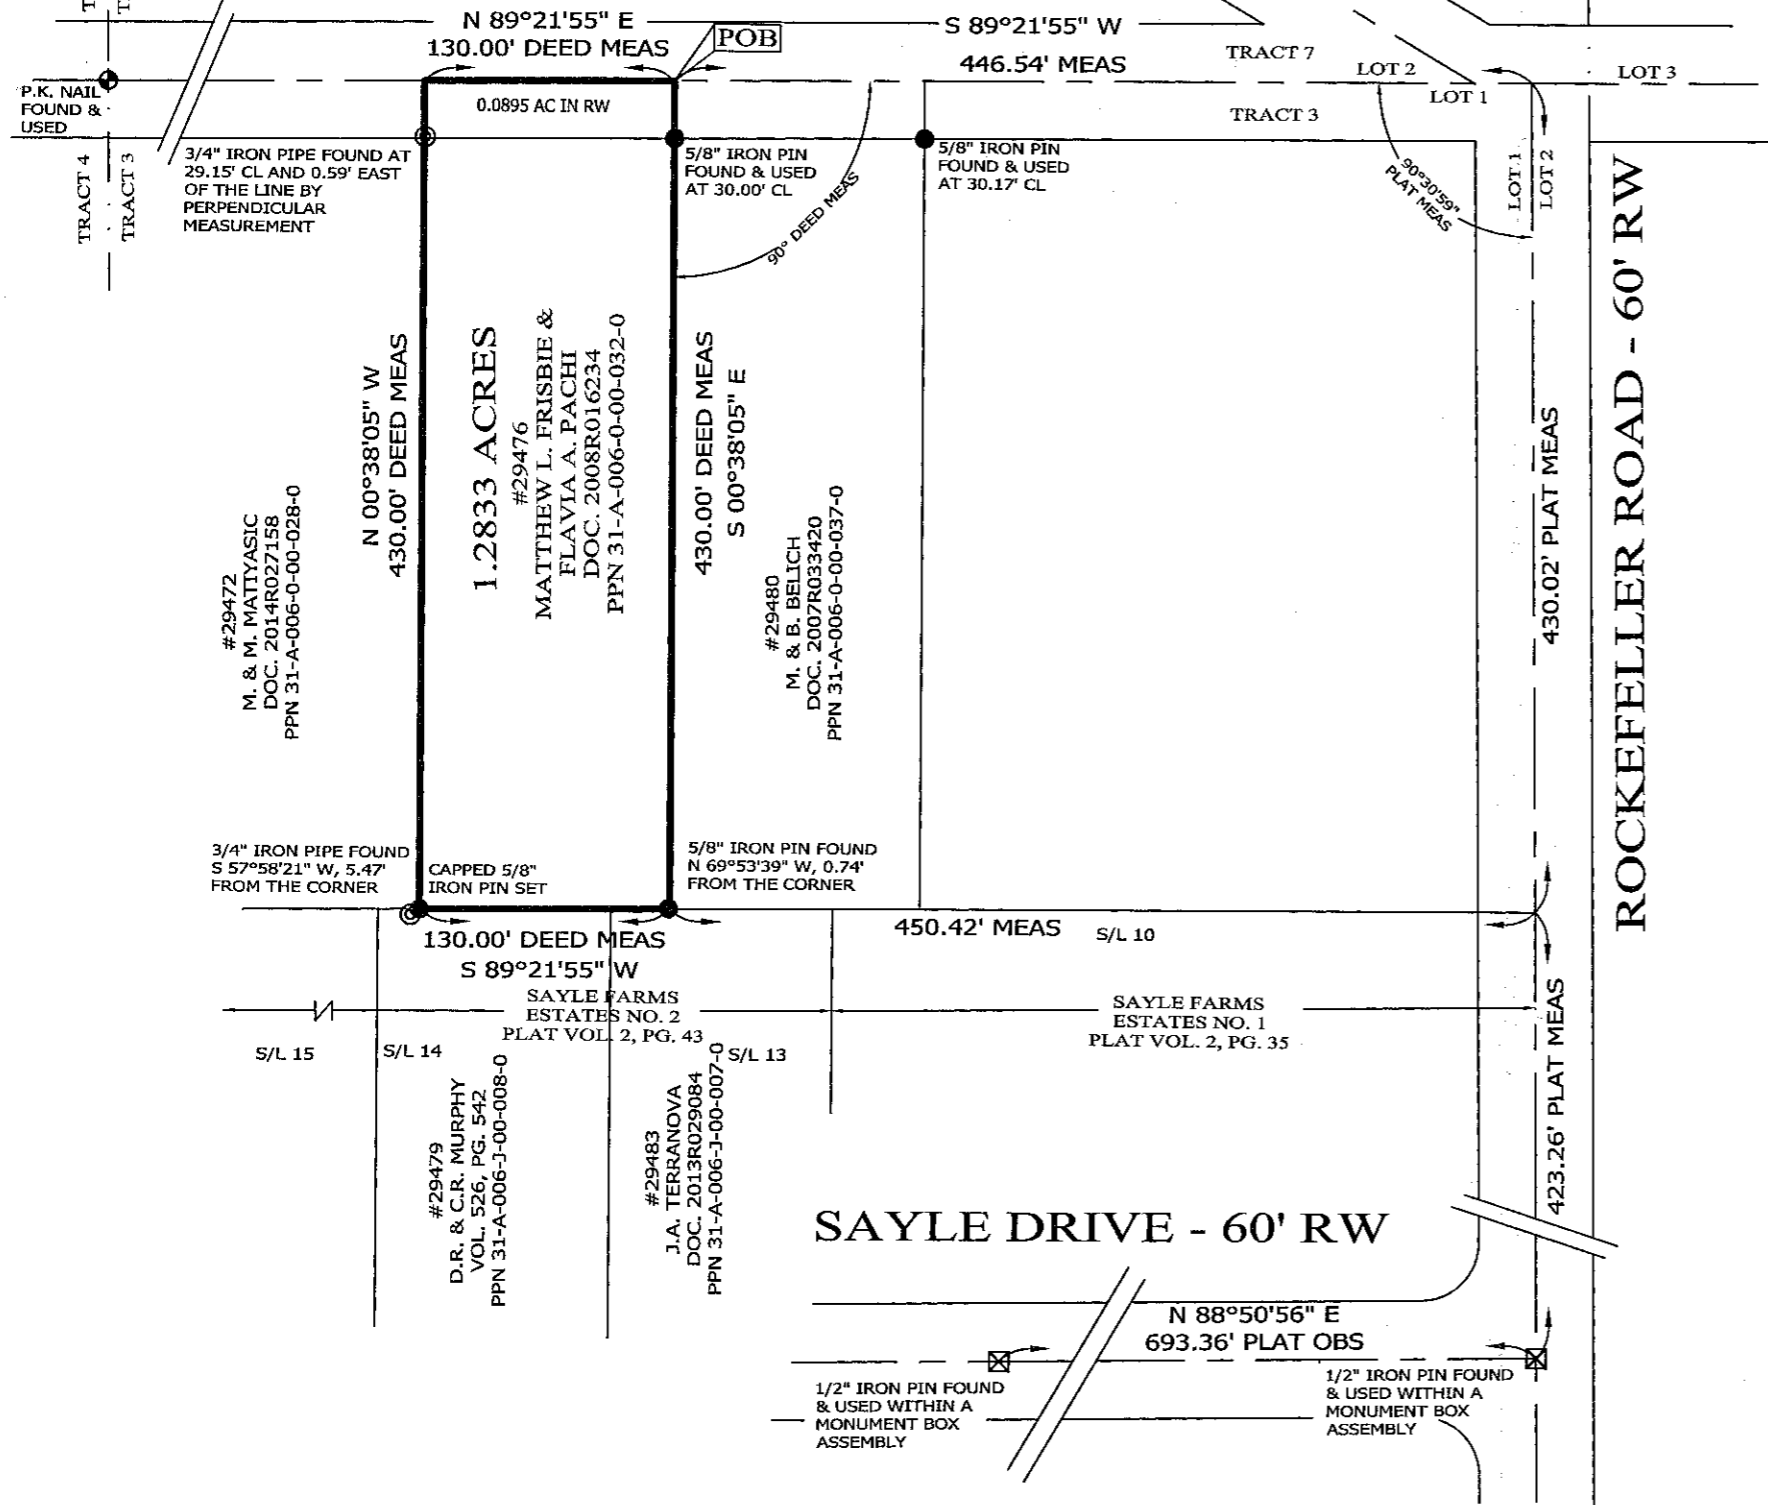 N 89°21'55" E
130.00' DEED MEAS
POB
S 89°21'55" W
446.54' MEAS
TRACT 7
LOT 2
LOT 1
LOT 3
TRACT 3
P.K. NAIL
FOUND &
USED
0.0895 AC IN RW
TRACT 4
TRACT 3
3/4" IRON PIPE FOUND AT
29.15' CL AND 0.59' EAST
OF THE LINE BY
PERPENDICULAR
MEASUREMENT
5/8" IRON PIN
FOUND & USED
AT 30.00' CL
5/8" IRON PIN
FOUND & USED
AT 30.17' CL
90° DEED MEAS
90°30'59"
PLAT MEAS
LOT 1
LOT 2
ROCKEFELLER ROAD - 60' RW
N 00°38'05" W
430.00' DEED MEAS
1.2833 ACRES
#29476
MATTHEW L. FRISBIE &
FLAVIA A. PACHI
DOC. 2008R016234
PPN 31-A-006-0-00-032-0
430.00' DEED MEAS
S 00°38'05" E
#29472
M. & M. MATIYASIC
DOC. 2014R027158
PPN 31-A-006-0-00-028-0
#29480
M. & B. BELICH
DOC. 2007R033420
PPN 31-A-006-0-00-037-0
430.02' PLAT MEAS
3/4" IRON PIPE FOUND
S 57°58'21" W, 5.47'
FROM THE CORNER
CAPPED 5/8"
IRON PIN SET
5/8" IRON PIN FOUND
N 69°53'39" W, 0.74'
FROM THE CORNER
130.00' DEED MEAS
S 89°21'55" W
450.42' MEAS
S/L 10
SAYLE FARMS
ESTATES NO. 2
PLAT VOL. 2, PG. 43
SAYLE FARMS
ESTATES NO. 1
PLAT VOL. 2, PG. 35
S/L 15
S/L 14
S/L 13
#29479
D.R. & C.R. MURPHY
VOL. 526, PG. 542
PPN 31-A-006-J-00-008-0
#29483
J.A. TERRANOVA
DOC. 2013R029084
PPN 31-A-006-J-00-007-0
423.26' PLAT MEAS
SAYLE DRIVE - 60' RW
N 88°50'56" E
693.36' PLAT OBS
1/2" IRON PIN FOUND
& USED WITHIN A
MONUMENT BOX
ASSEMBLY
1/2" IRON PIN FOUND
& USED WITHIN A
MONUMENT BOX
ASSEMBLY